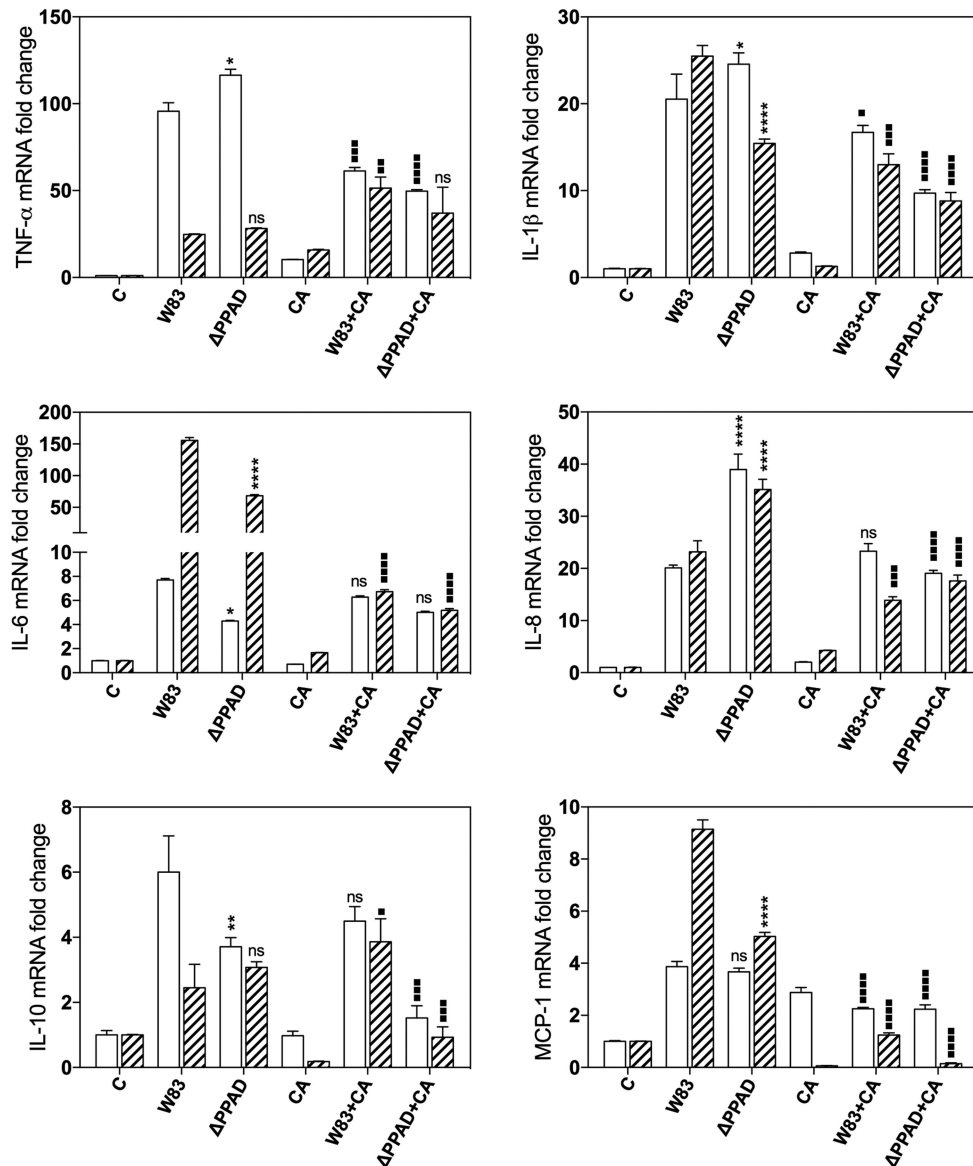 TNF-α mRNA fold change
150
100
50
0
*
ns
■■■
■■
■■■■
ns
C
W83
ΔPPAD
CA
W83+CA
ΔPPAD+CA
IL-1β mRNA fold change
30
20
10
0
*
****
■
■■■
■■■■
■■■■
C
W83
ΔPPAD
CA
W83+CA
ΔPPAD+CA
IL-6 mRNA fold change
200
150
100
50
10
8
6
4
2
0
*
****
ns
■■■■
ns
■■■■
C
W83
ΔPPAD
CA
W83+CA
ΔPPAD+CA
IL-8 mRNA fold change
50
40
30
20
10
0
****
****
ns
■■■
■■■■
■■■■
C
W83
ΔPPAD
CA
W83+CA
ΔPPAD+CA
IL-10 mRNA fold change
8
6
4
2
0
**
ns
ns
■
■■■
■■■
C
W83
ΔPPAD
CA
W83+CA
ΔPPAD+CA
MCP-1 mRNA fold change
10
8
6
4
2
0
ns
****
■■■■
■■■■
■■■■
■■■■
C
W83
ΔPPAD
CA
W83+CA
ΔPPAD+CA